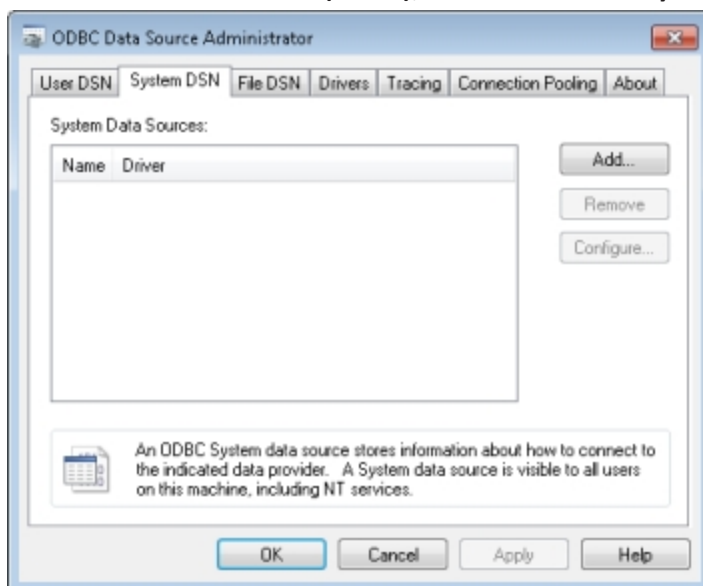 ODBC Data Source Administrator
User DSN System DSN File DSN Drivers Tracing Connection Pooling About
System Data Sources:
Name Driver
Add...
Remove
Configure...
An ODBC System data source stores information about how to connect to
the indicated data provider. A System data source is visible to all users
on this machine, including NT services.
OK Cancel Apply Help